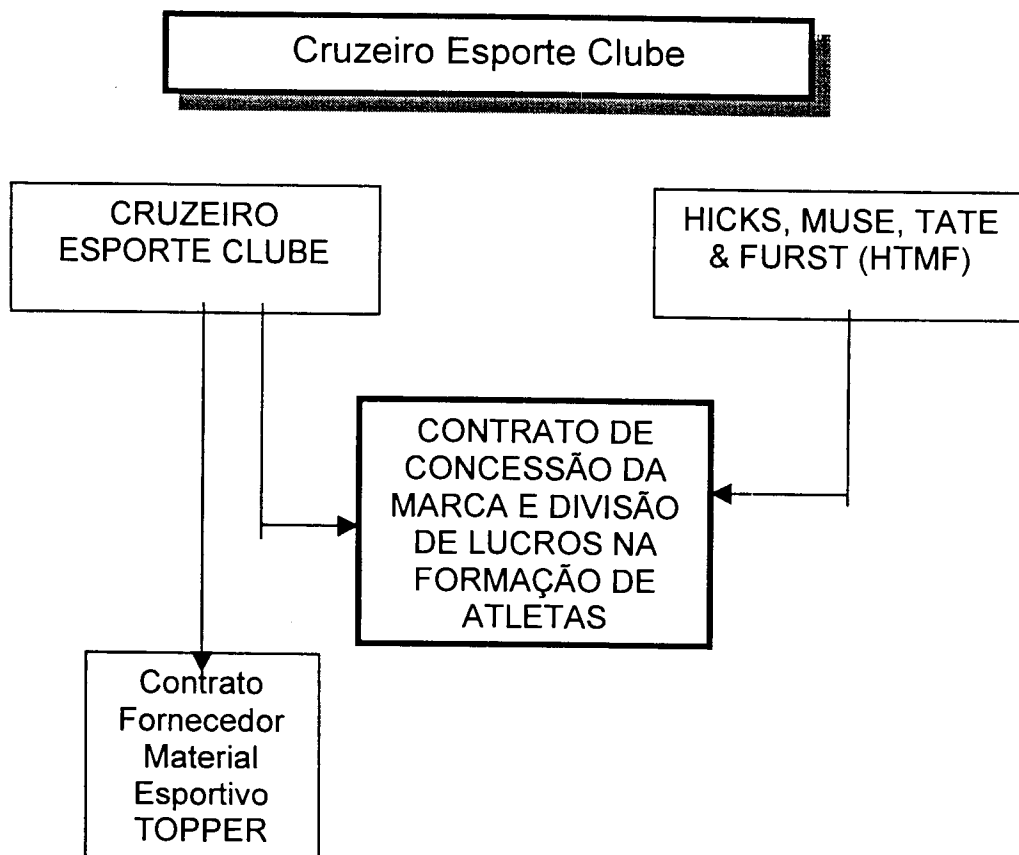 Cruzeiro Esporte Clube
CRUZEIRO
ESPORTE CLUBE
HICKS, MUSE, TATE
& FURST (HTMF)
CONTRATO DE
CONCESSÃO DA
MARCA E DIVISÃO
DE LUCROS NA
FORMAÇÃO DE
ATLETAS
Contrato
Fornecedor
Material
Esportivo
TOPPER